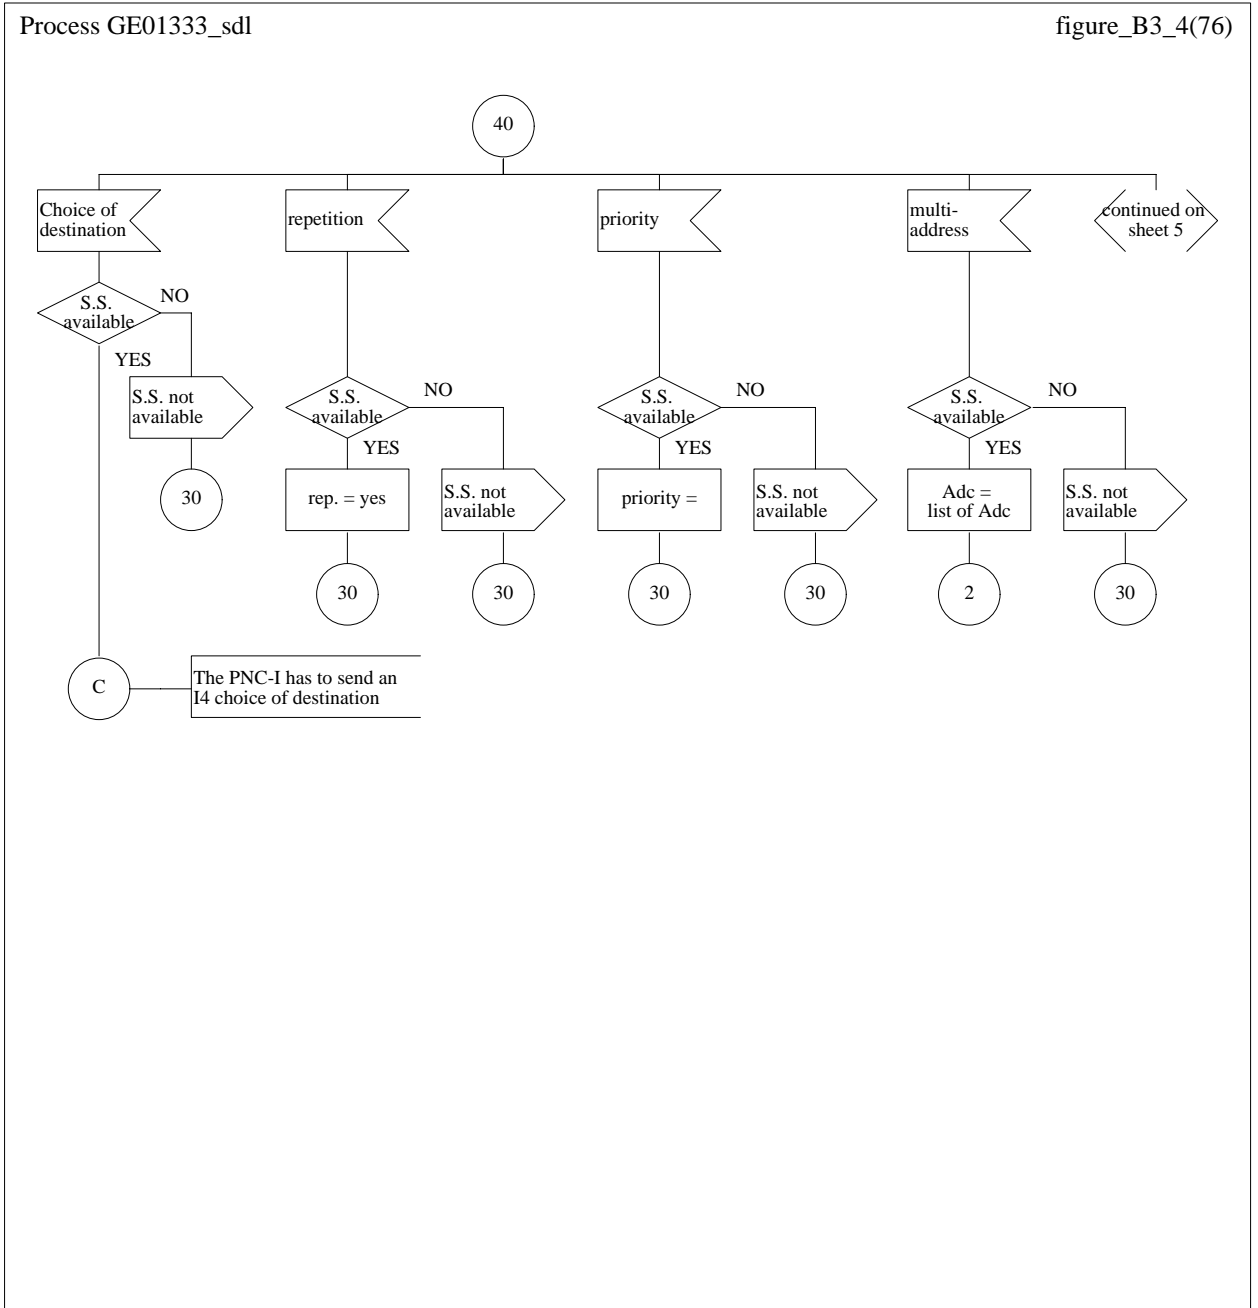 Process GE01333_sdl
figure_B3_4(76)
40
Choice of
destination
repetition
priority
multi-
address
continued on
sheet 5
S.S.
available
NO
YES
S.S. not
available
30
S.S.
available
NO
YES
rep. = yes
S.S. not
available
30
30
S.S.
available
NO
YES
priority =
S.S. not
available
30
30
S.S.
available
NO
YES
Adc =
list of Adc
S.S. not
available
2
30
C
The PNC-I has to send an
I4 choice of destination